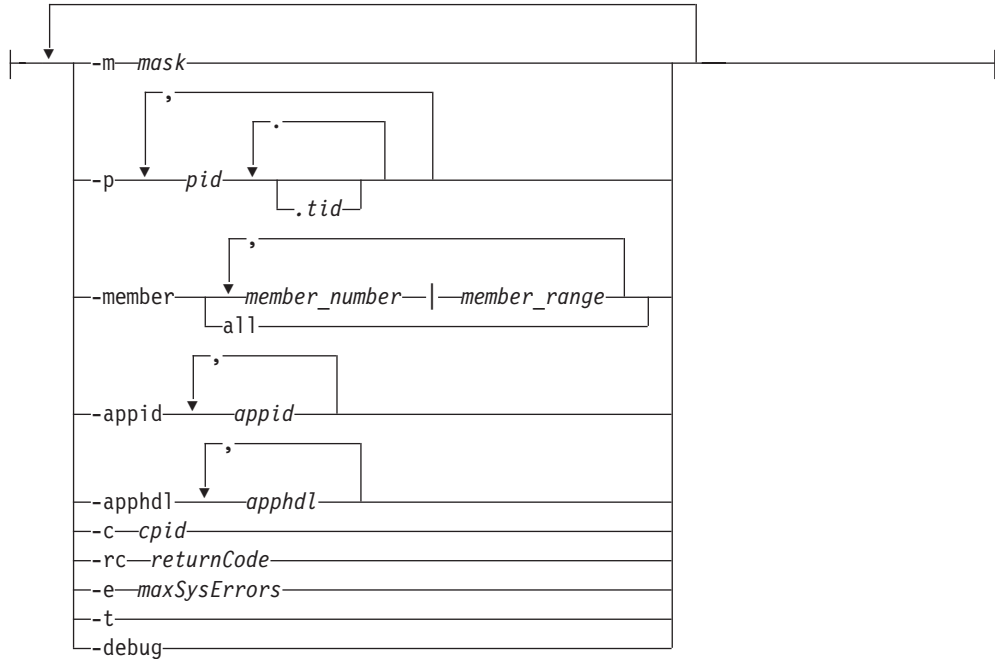 -m mask
,
.
-p pid
.tid
,
-member member_number | member_range
all
,
-appid appid
,
-apphdl apphdl
-c cpid
-rc returnCode
-e maxSysErrors
-t
-debug